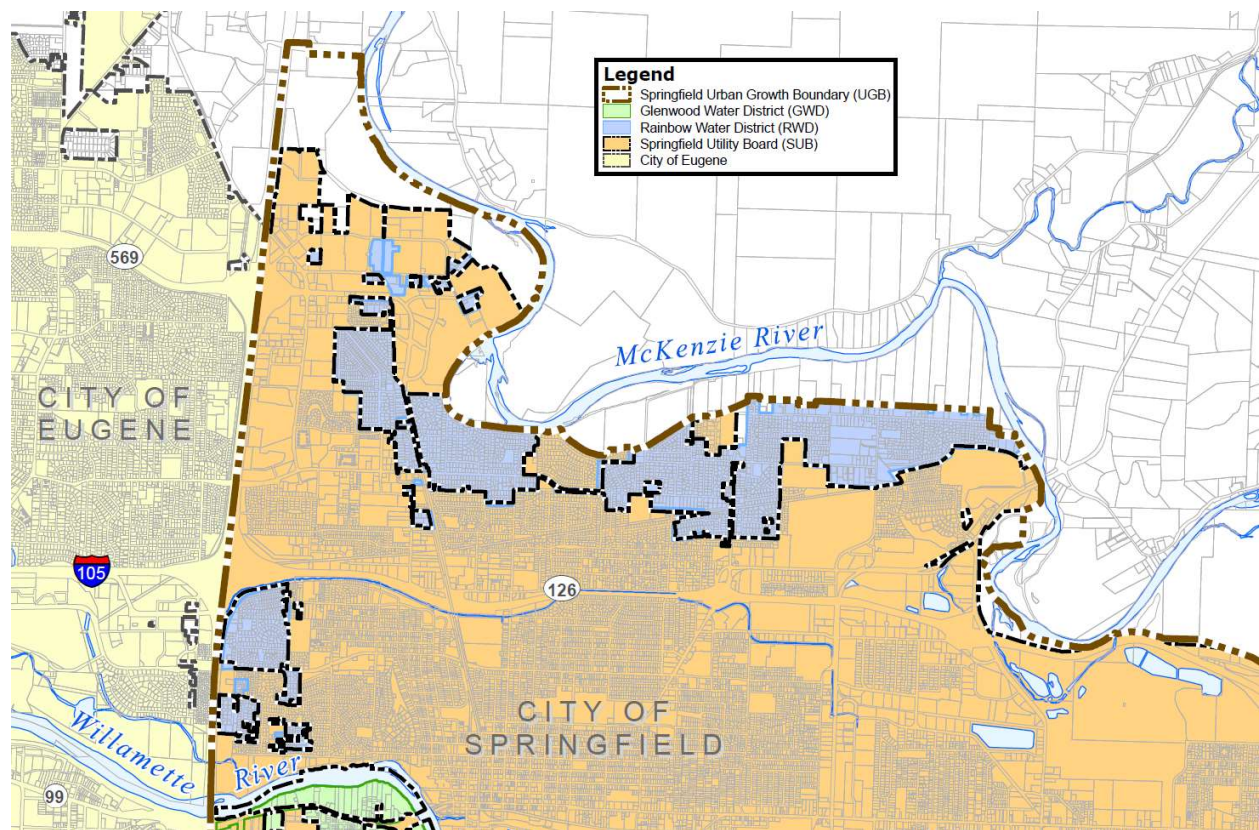 Legend
Springfield Urban Growth Boundary (UGB)
Glenwood Water District (GWD)
Rainbow Water District (RWD)
Springfield Utility Board (SUB)
City of Eugene
569
McKenzie River
CITY OF
EUGENE
105
126
CITY OF
SPRINGFIELD
Willamette
River
99